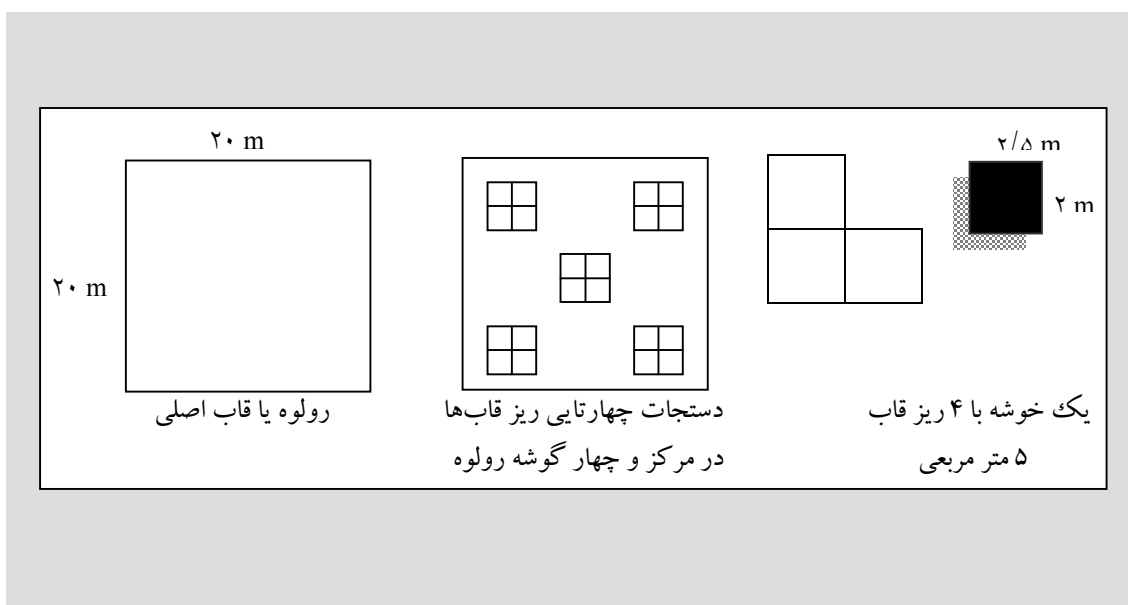 ۲/۵ m
۲۰ m
۲ m
۲۰ m
یک خوشه با ۴ ریز قاب
۵ متر مربعی
دستجات چهارتایی ریز قاب‌ها
در مرکز و چهار گوشه رولوه
رولوه یا قاب اصلی